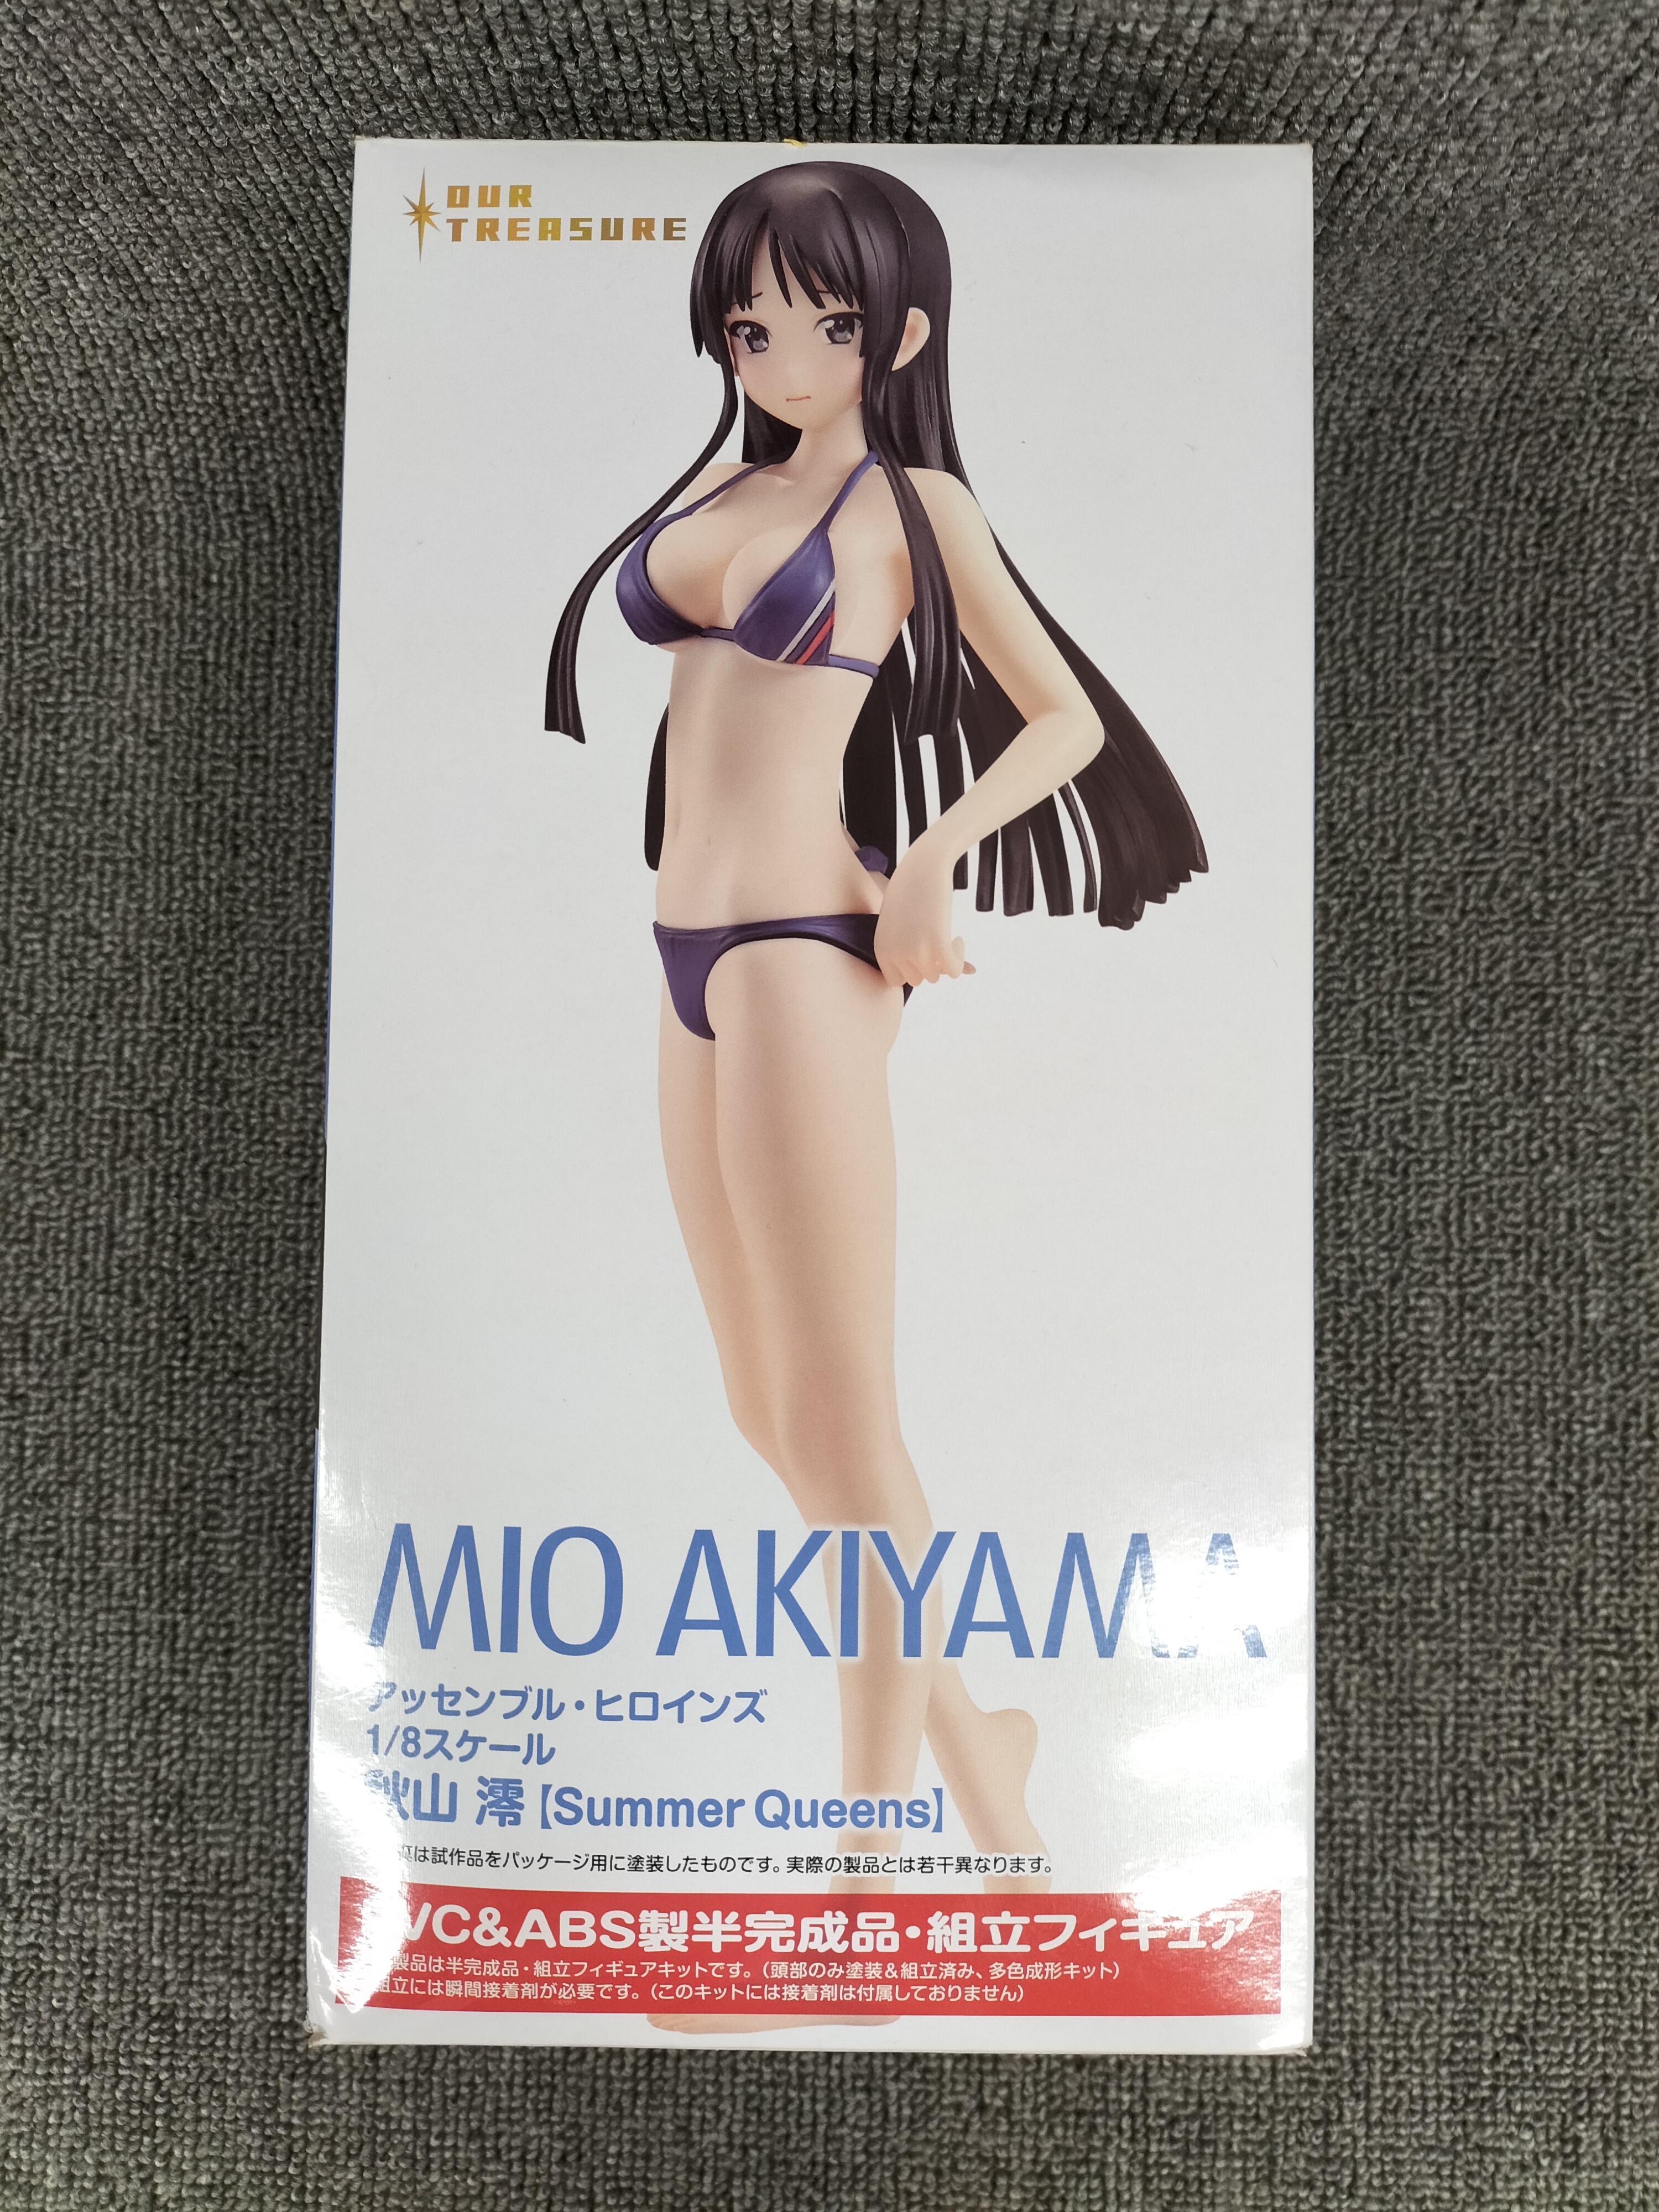 OUR
TREASURE
MIO AKIYAMA
アッセンブル・ヒロインズ
1/8スケール
秋山 澪【Summer Queens】
は試作品をパッケージ用に塗装したものです。実際の製品とは若干異なります。
VC&ABS製半完成品・組立フィギュア
製品は半完成品・組立フィギュアキットです。（頭部のみ塗装&組立済み、多色成形キット）
組立には瞬間接着剤が必要です。（このキットには接着剤は付属しておりません）